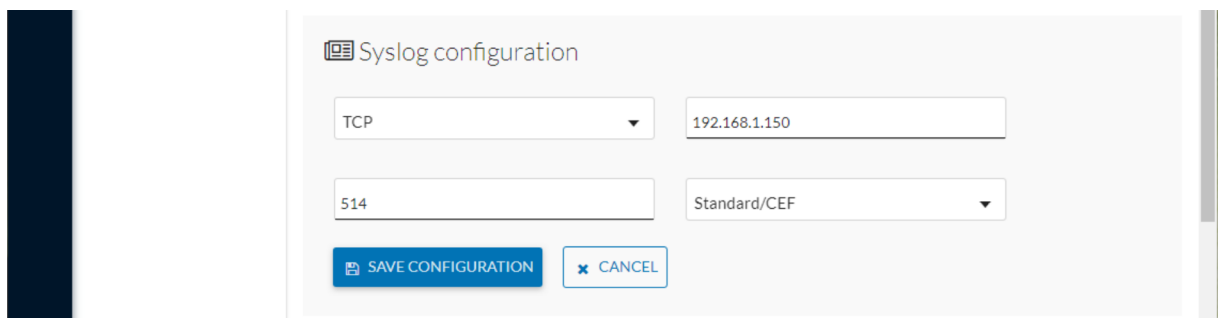 Syslog configuration
TCP
192.168.1.150
514
Standard/CEF
SAVE CONFIGURATION
CANCEL